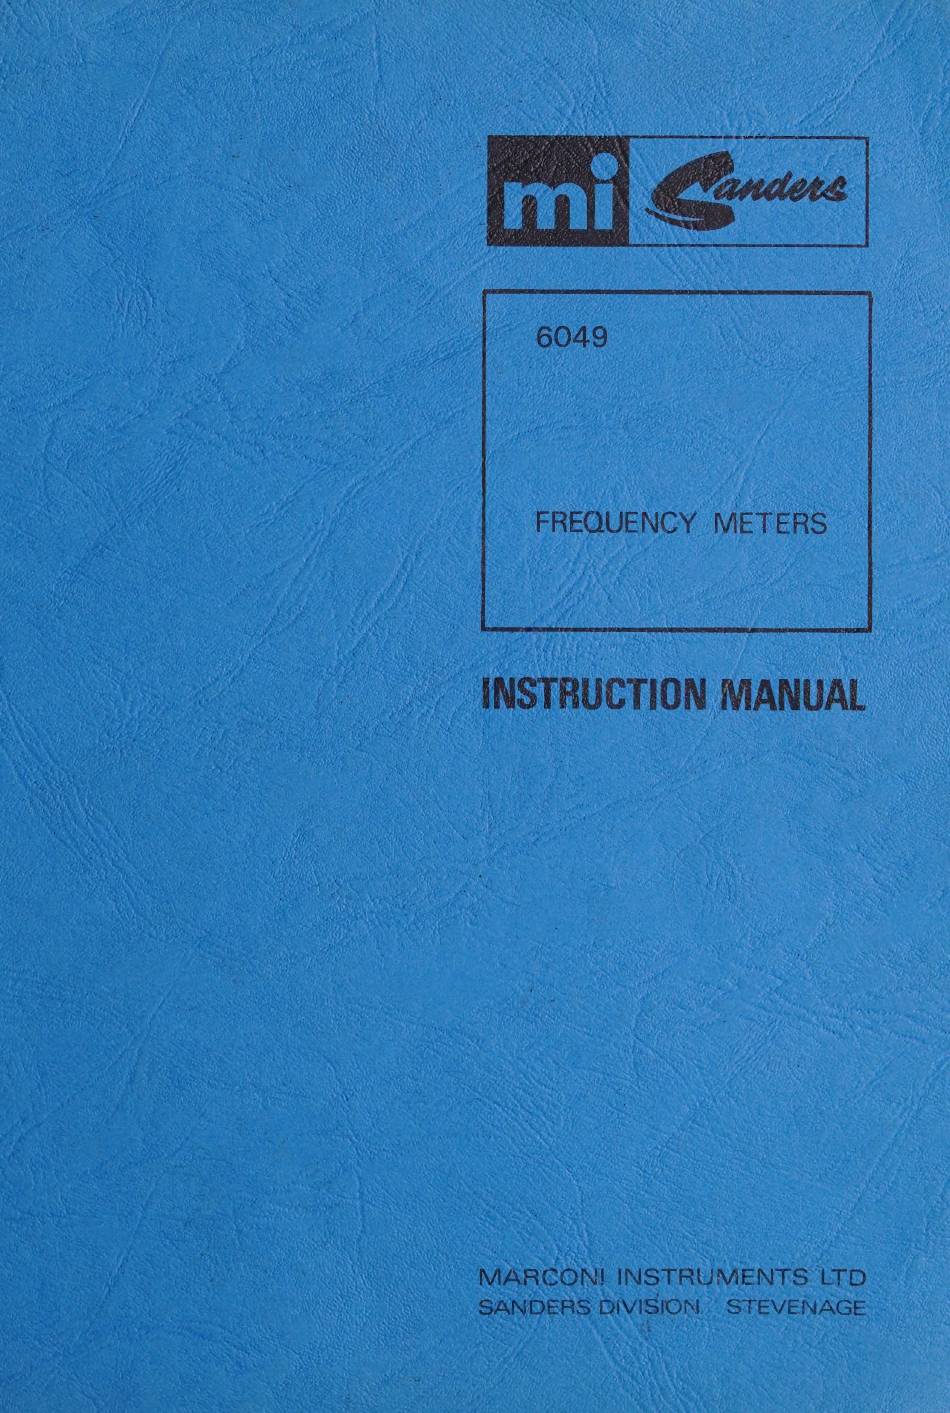 mi Sanders
6049
FREQUENCY METERS
INSTRUCTION MANUAL
MARCONI INSTRUMENTS LTD
SANDERS DIVISION. STEVENAGE